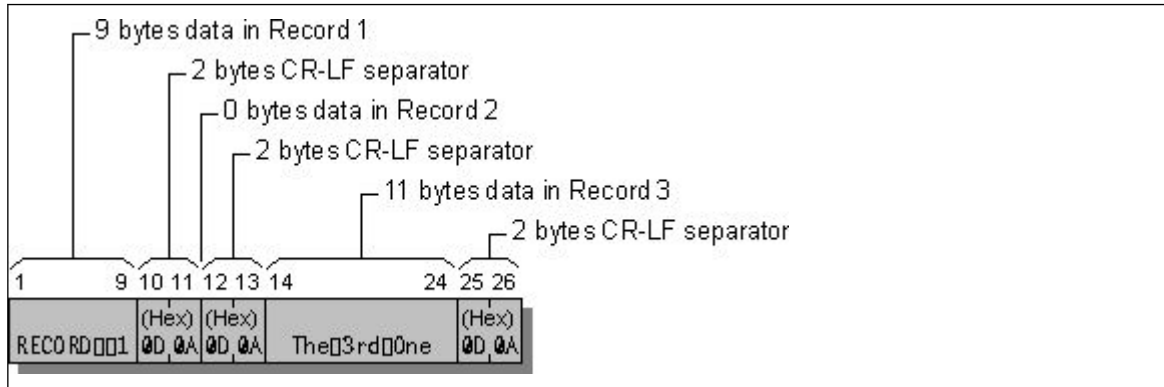 9 bytes data in Record 1
2 bytes CR-LF separator
0 bytes data in Record 2
2 bytes CR-LF separator
11 bytes data in Record 3
2 bytes CR-LF separator
1 9 10 11 12 13 14 24 25 26
(Hex) (Hex) (Hex)
RECORD▯▯1 0D 0A 0D 0A The▯3rd▯One 0D 0A